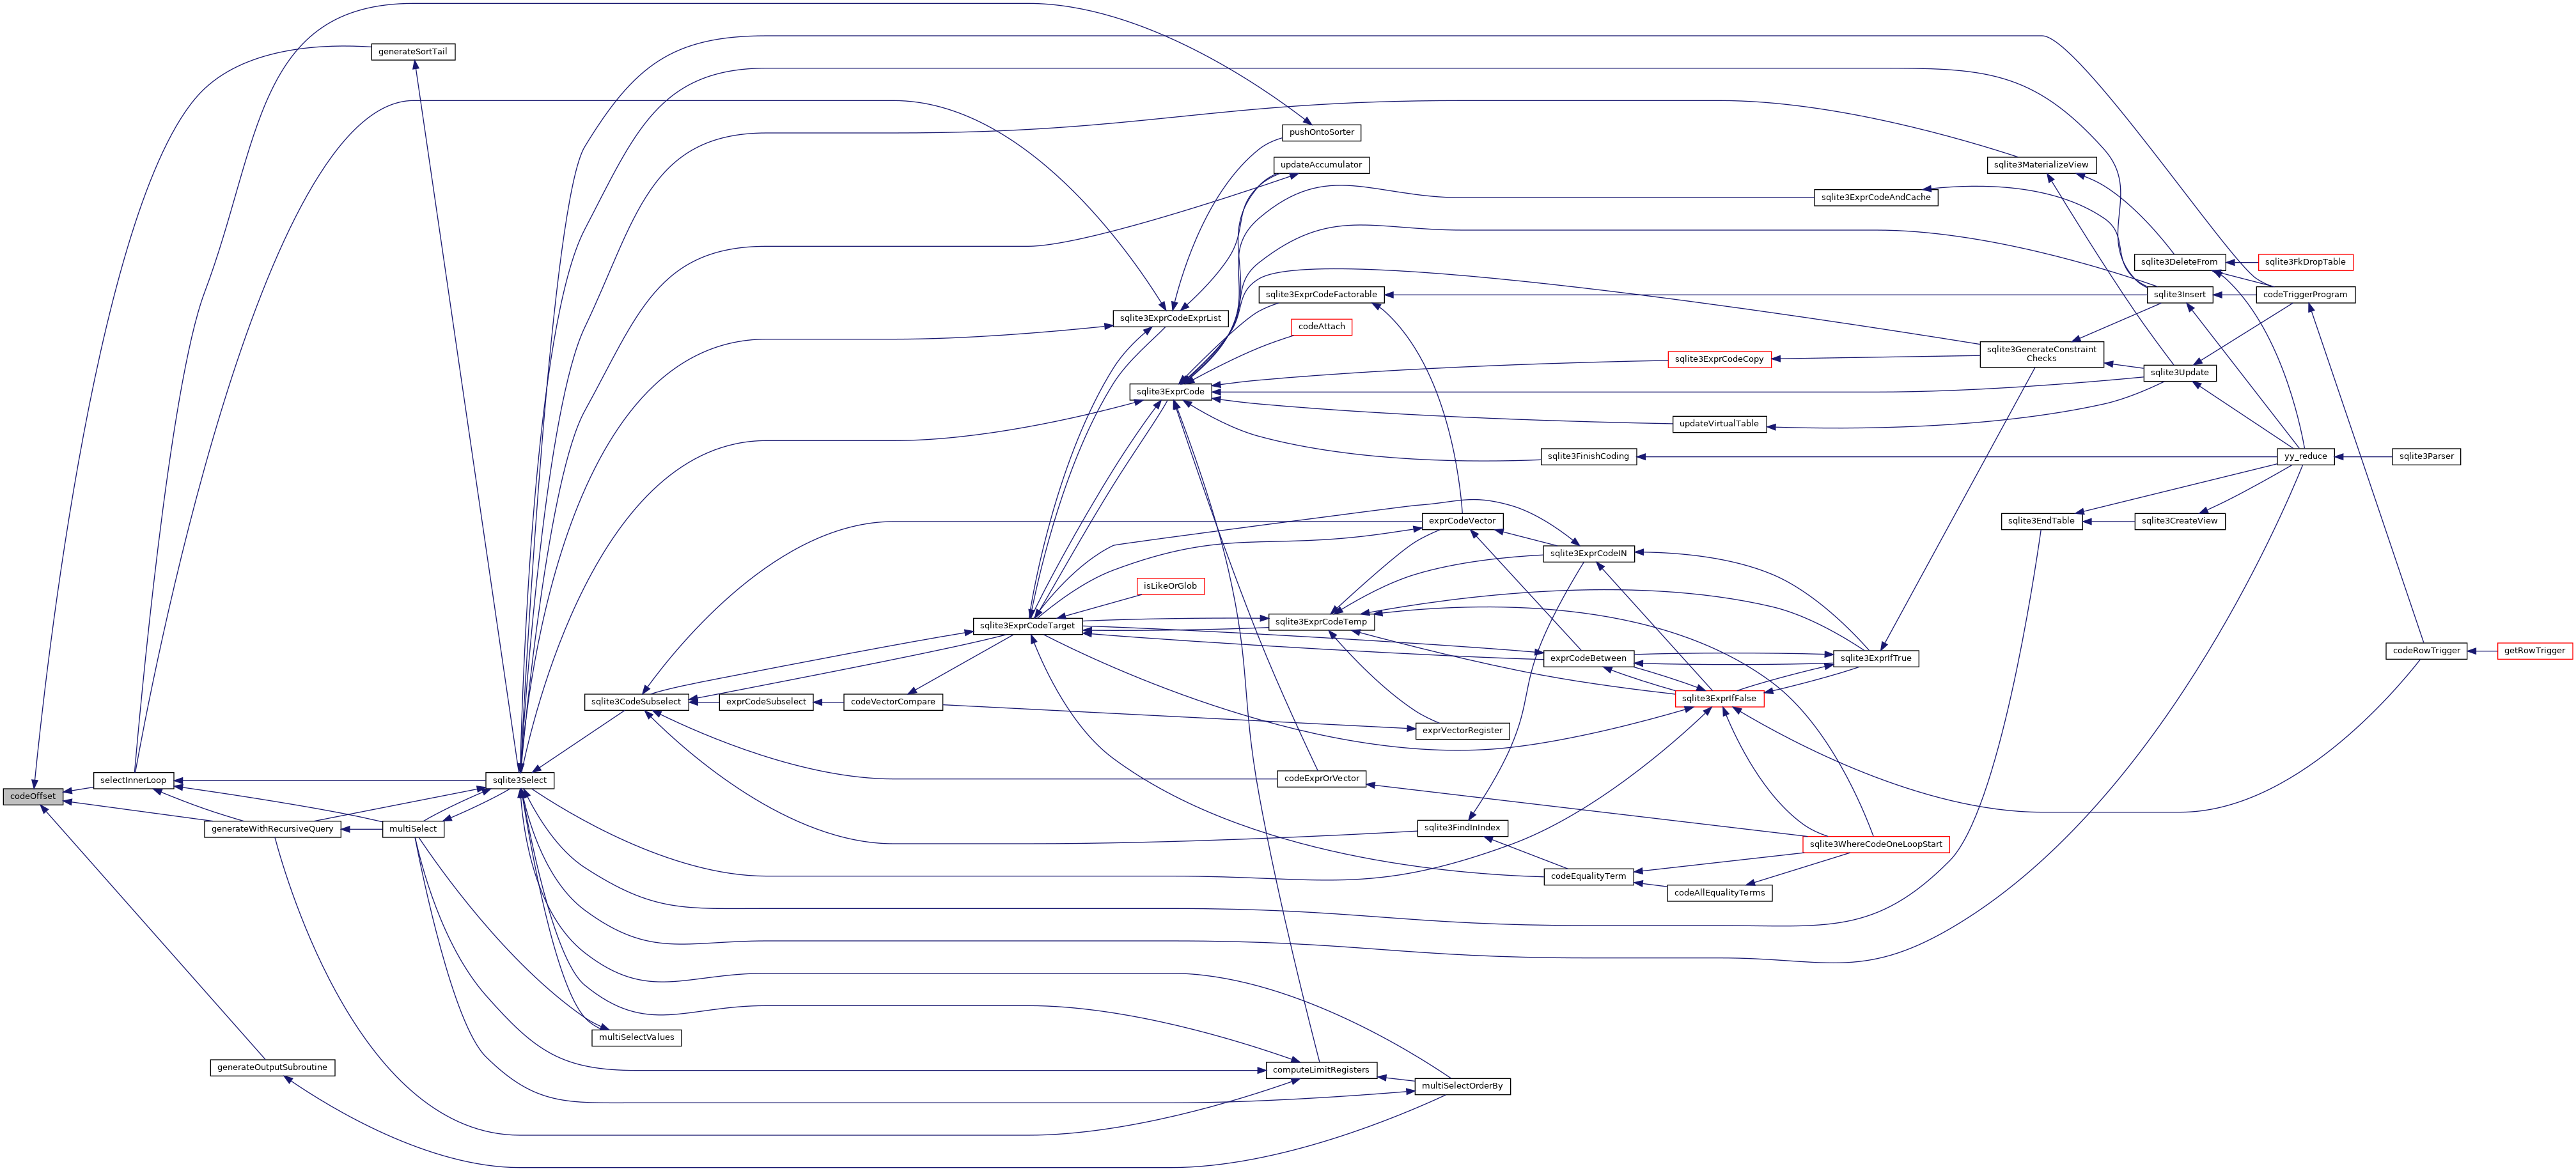 generateSortTail
pushOntoSorter
updateAccumulator
sqlite3MaterializeView
sqlite3ExprCodeAndCache
sqlite3DeleteFrom
sqlite3FkDropTable
sqlite3ExprCodeFactorable
sqlite3Insert
codeTriggerProgram
sqlite3ExprCodeExprList
codeAttach
sqlite3GenerateConstraint
Checks
sqlite3ExprCodeCopy
sqlite3Update
sqlite3ExprCode
updateVirtualTable
sqlite3FinishCoding
yy_reduce
sqlite3Parser
exprCodeVector
sqlite3EndTable
sqlite3CreateView
sqlite3ExprCodeIN
isLikeOrGlob
sqlite3ExprCodeTarget
sqlite3ExprCodeTemp
exprCodeBetween
sqlite3ExprIfTrue
codeRowTrigger
getRowTrigger
sqlite3CodeSubselect
exprCodeSubselect
codeVectorCompare
sqlite3ExprIfFalse
exprVectorRegister
selectInnerLoop
sqlite3Select
codeExprOrVector
codeOffset
generateWithRecursiveQuery
multiSelect
sqlite3FindInIndex
sqlite3WhereCodeOneLoopStart
codeEqualityTerm
codeAllEqualityTerms
multiSelectValues
generateOutputSubroutine
computeLimitRegisters
multiSelectOrderBy